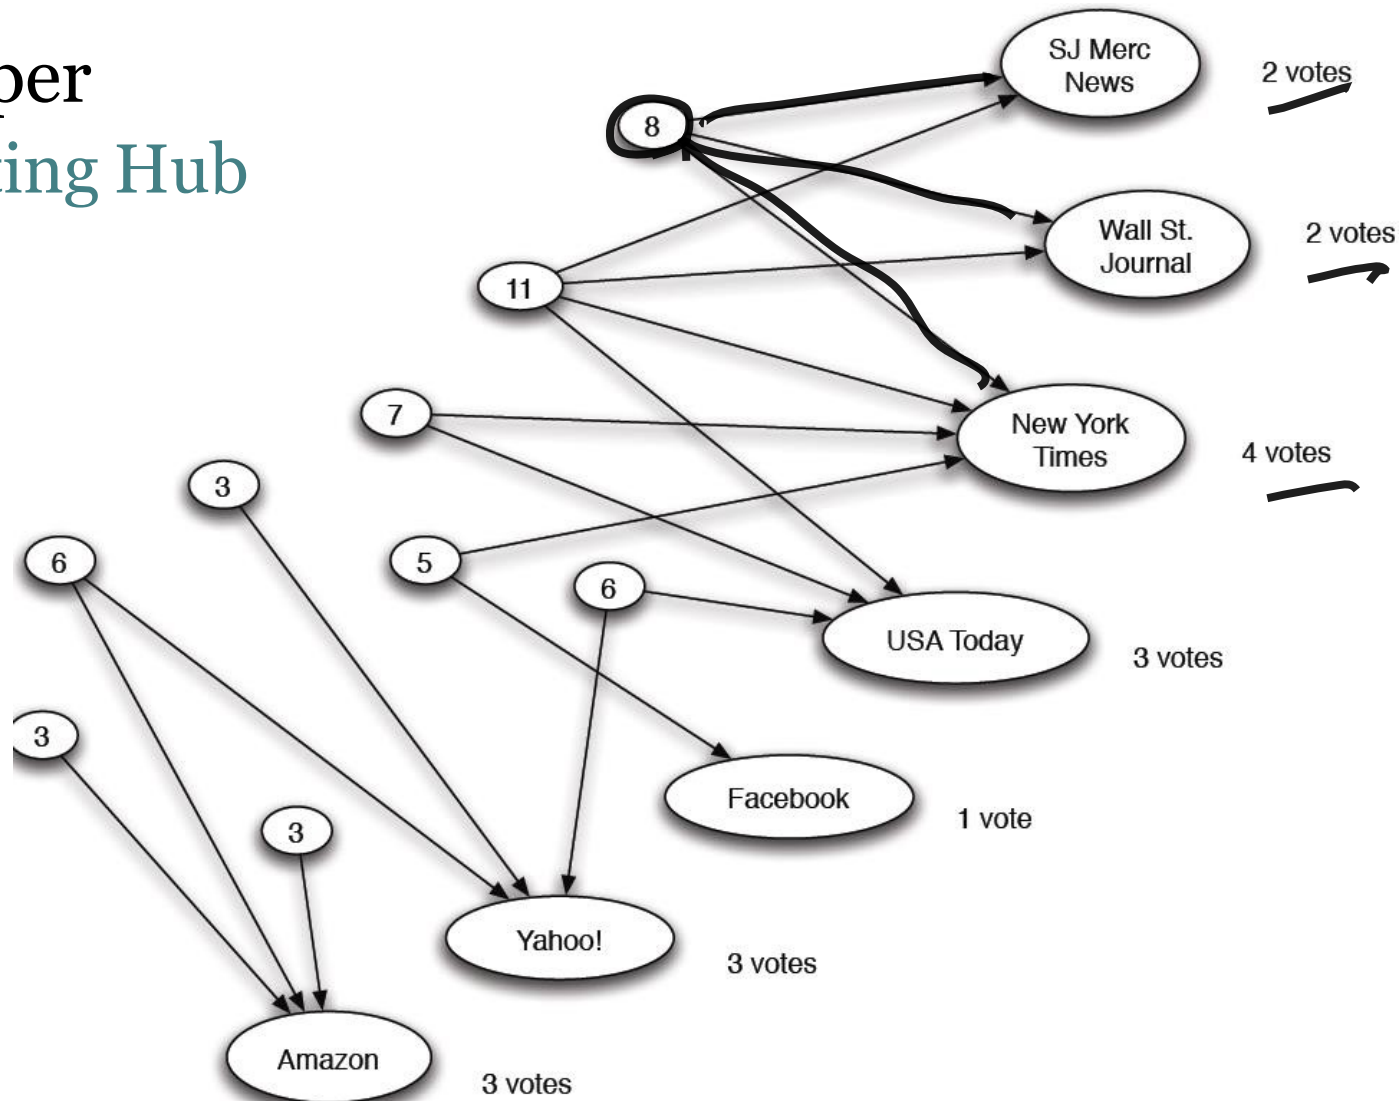 per
ting Hub
SJ Merc
News
2 votes
8
Wall St.
Journal
2 votes
11
New York
Times
4 votes
7
3
6
5
6
USA Today
3 votes
3
Facebook
1 vote
3
Yahoo!
3 votes
Amazon
3 votes